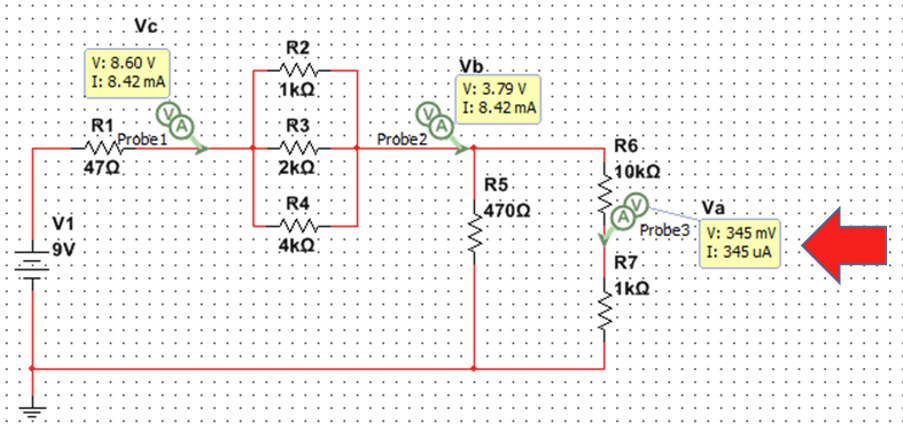 Vc
V: 8.60 V
I: 8.42 mA
R2
1kΩ
Vb
V: 3.79 V
I: 8.42 mA
V
A
V
A
R1
Probe1
47Ω
R3
2kΩ
Probe2
R6
10kΩ
R5
470Ω
R4
4kΩ
V
A
Probe3
Va
V: 345 mV
I: 345 uA
V1
9V
R7
1kΩ